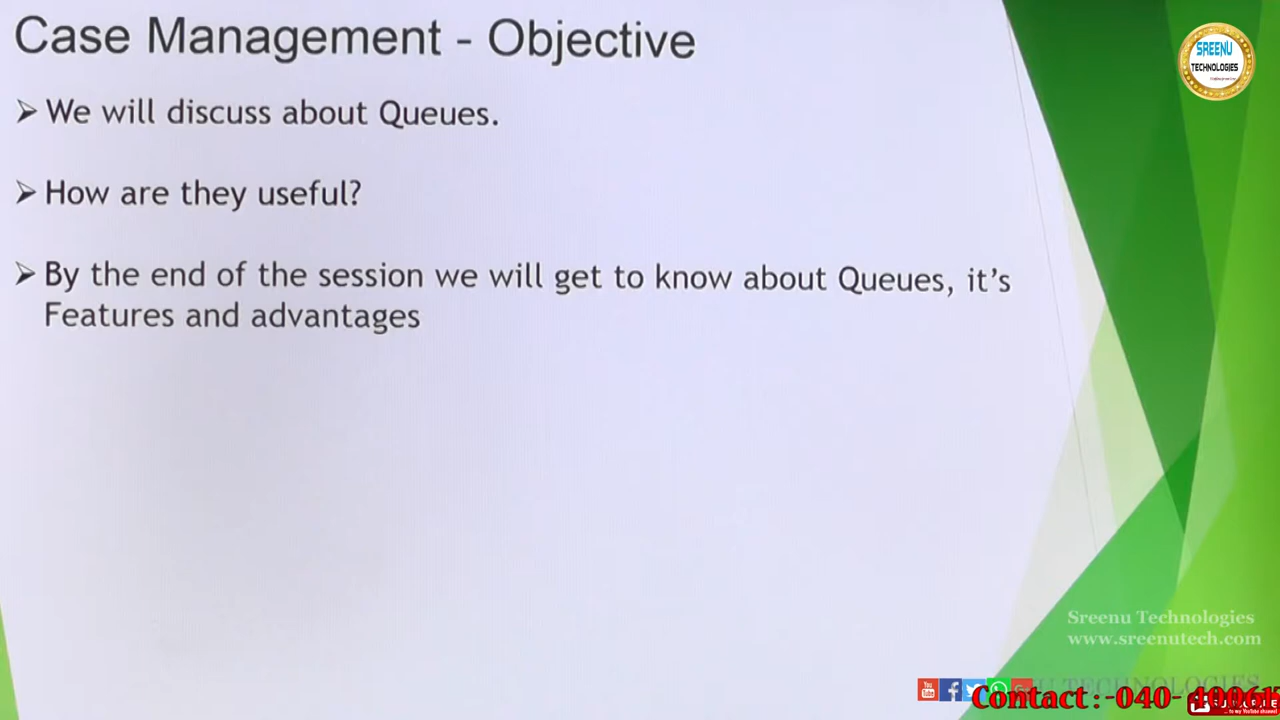 Case Management - Objective
SREENU
TECHNOLOGIES
➢ We will discuss about Queues.
➢ How are they useful?
➢ By the end of the session we will get to know about Queues, it's
Features and advantages
Sreenu Technologies
www.sreenutech.com
You
TECHNOLOGIES
Contact:-040-